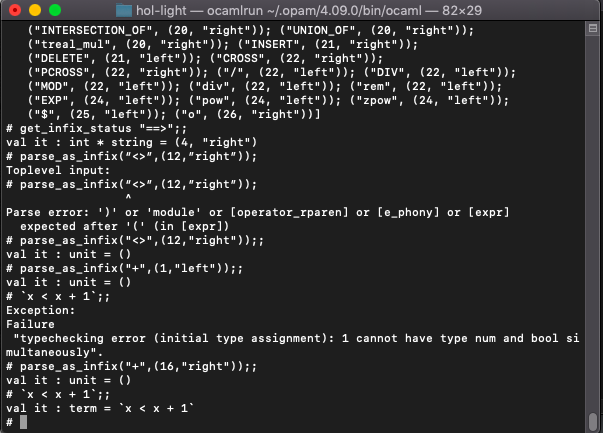 hol-light — ocamlrun ~/.opam/4.09.0/bin/ocaml — 82×29
("INTERSECTION_OF", (20, "right")); ("UNION_OF", (20, "right"));
("treal_mul", (20, "right")); ("INSERT", (21, "right"));
("DELETE", (21, "left")); ("CROSS", (22, "right"));
("PCROSS", (22, "right")); ("/", (22, "left")); ("DIV", (22, "left"));
("MOD", (22, "left")); ("div", (22, "left")); ("rem", (22, "left"));
("EXP", (24, "left")); ("pow", (24, "left")); ("zpow", (24, "left"));
("$", (25, "left")); ("o", (26, "right"))]
# get_infix_status "==>";;
val it : int * string = (4, "right")
# parse_as_infix(“<>”,(12,”right”));;
Toplevel input:
# parse_as_infix(“<>”,(12,”right”));;
^
Parse error: ')' or 'module' or [operator_rparen] or [e_phony] or [expr]
expected after '(' (in [expr])
# parse_as_infix("<>",(12,"right"));;
val it : unit = ()
# parse_as_infix("+",(1,"left"));;
val it : unit = ()
# `x < x + 1`;;
Exception:
Failure
"typechecking error (initial type assignment): 1 cannot have type num and bool si
multaneously".
# parse_as_infix("+",(16,"right"));;
val it : unit = ()
# `x < x + 1`;;
val it : term = `x < x + 1`
#